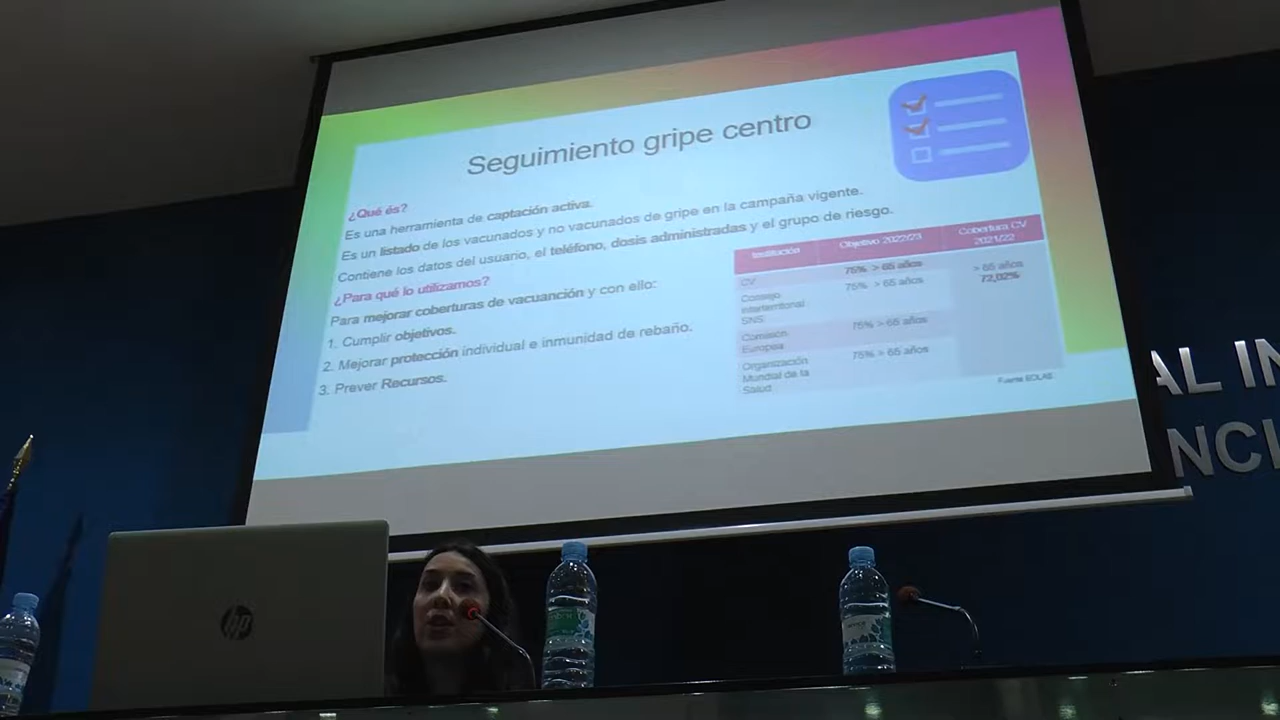 Seguimiento gripe centro
¿Qué és?
Es una herramienta de captación activa.
Es un listado de los vacunados y no vacunados de gripe en la campaña vigente.
Contiene los datos del usuario, el teléfono, dosis administradas y el grupo de riesgo.
¿Para qué lo utilizamos?
Para mejorar coberturas de vacuanción y con ello:
1. Cumplir objetivos.
2. Mejorar protección individual e inmunidad de rebaño.
3. Prever Recursos.
Institución
Objetivo 2022/23
Cobertura CV
2021/22
CV
75% > 65 años
> 65 años
72,02%
Consejo
Interterritorial
SNS
75% > 65 años
Comisión
Europea
75% > 65 años
Organización
Mundial de la
Salud
75% > 65 años
AL IN
NCI
hp